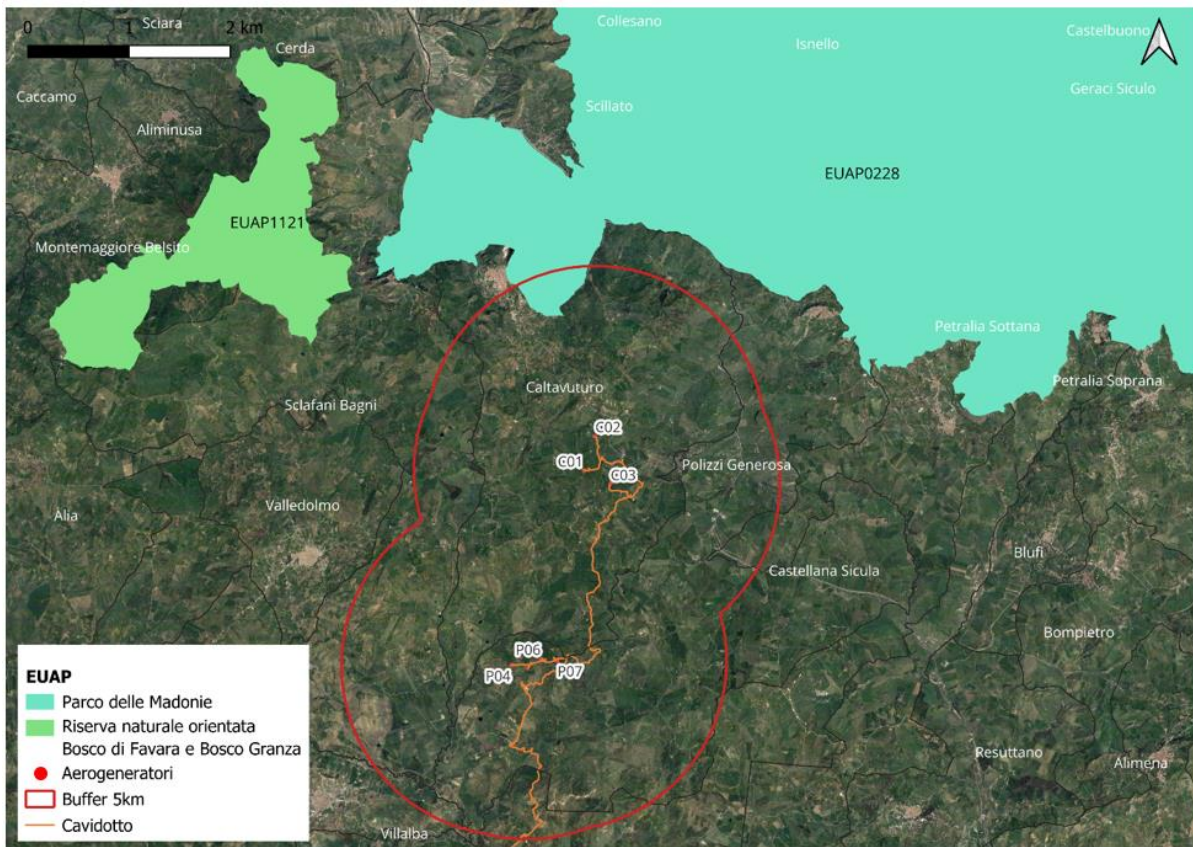 0 1 2 km
Sciara
Cerda
Collesano
Isnello
Castelbuono
Caccamo
Scillato
Geraci Siculo
Aliminusa
EUAP0228
EUAP1121
Montemaggiore Belsito
Petralia Sottana
Caltavuturo
Petralia Soprana
Sclafani Bagni
C02
C01
C03
Polizzi Generosa
Valledolmo
Alia
Blufi
Castellana Sicula
Bompietro
P06
P04
P07
EUAP
Parco delle Madonie
Riserva naturale orientata
Bosco di Favara e Bosco Granza
Aerogeneratori
Buffer 5km
Cavidotto
Resuttano
Alimena
Villalba